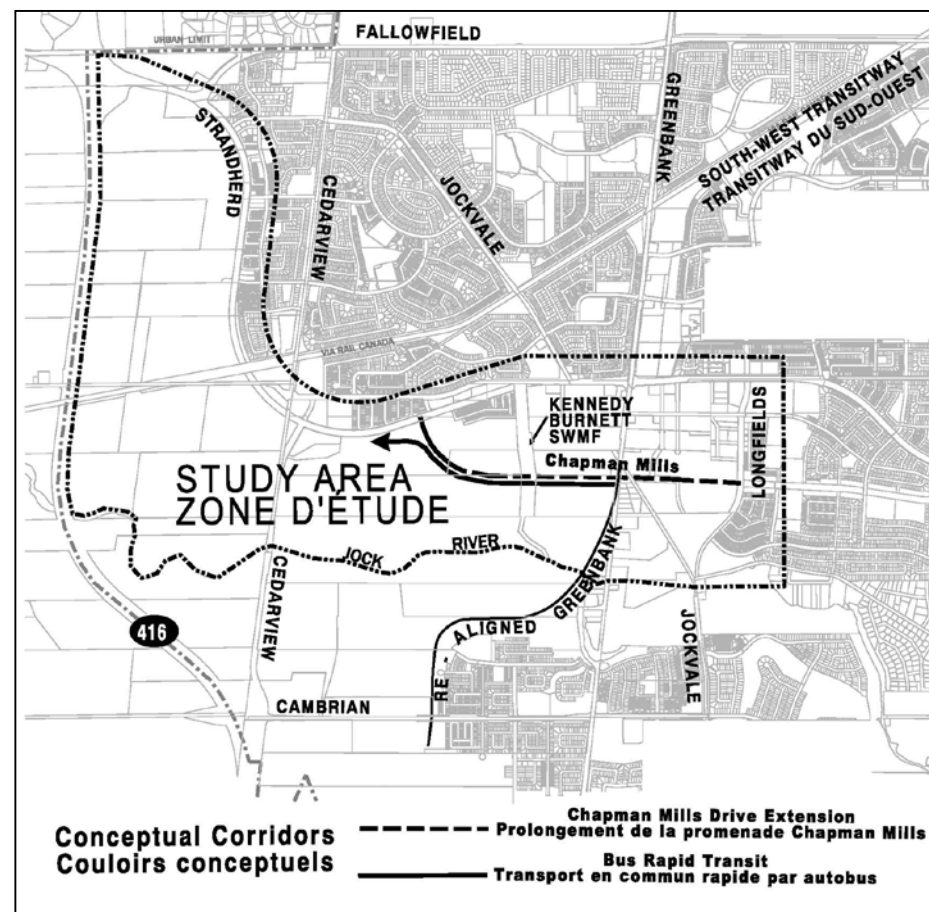 FALLOWFIELD
URBAN LIMIT
STRANDHERD
CEDARVIEW
JOCKVALE
GREENBANK
SOUTH-WEST TRANSITWAY
TRANSITWAY DU SUD-OUEST
VIA RAIL CANADA
KENNEDY
BURNETT
SWMF
LONGFIELDS
Chapman Mills
STUDY AREA
ZONE D'ÉTUDE
JOCK RIVER
CEDARVIEW
RE - ALIGNED GREENBANK
JOCKVALE
416
CAMBRIAN
Conceptual Corridors
Couloirs conceptuels
Chapman Mills Drive Extension
Prolongement de la promenade Chapman Mills
Bus Rapid Transit
Transport en commun rapide par autobus